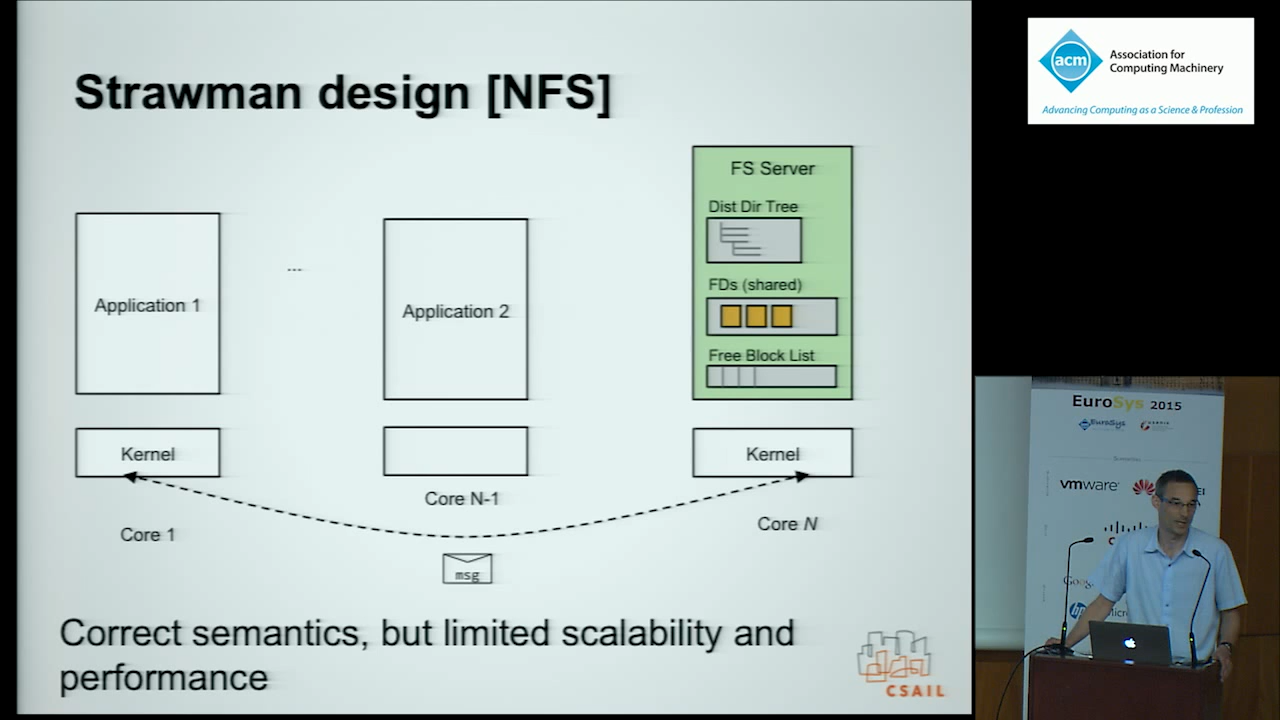 Strawman design [NFS]
FS Server
Dist Dir Tree
FDs (shared)
Free Block List
Application 1
...
Application 2
Kernel
Kernel
Core 1
Core N-1
Core N
msg
Correct semantics, but limited scalability and
performance
CSAIL
acm
Association for
Computing Machinery
Advancing Computing as a Science & Profession
EuroSys 2015
EuroSys
vmware